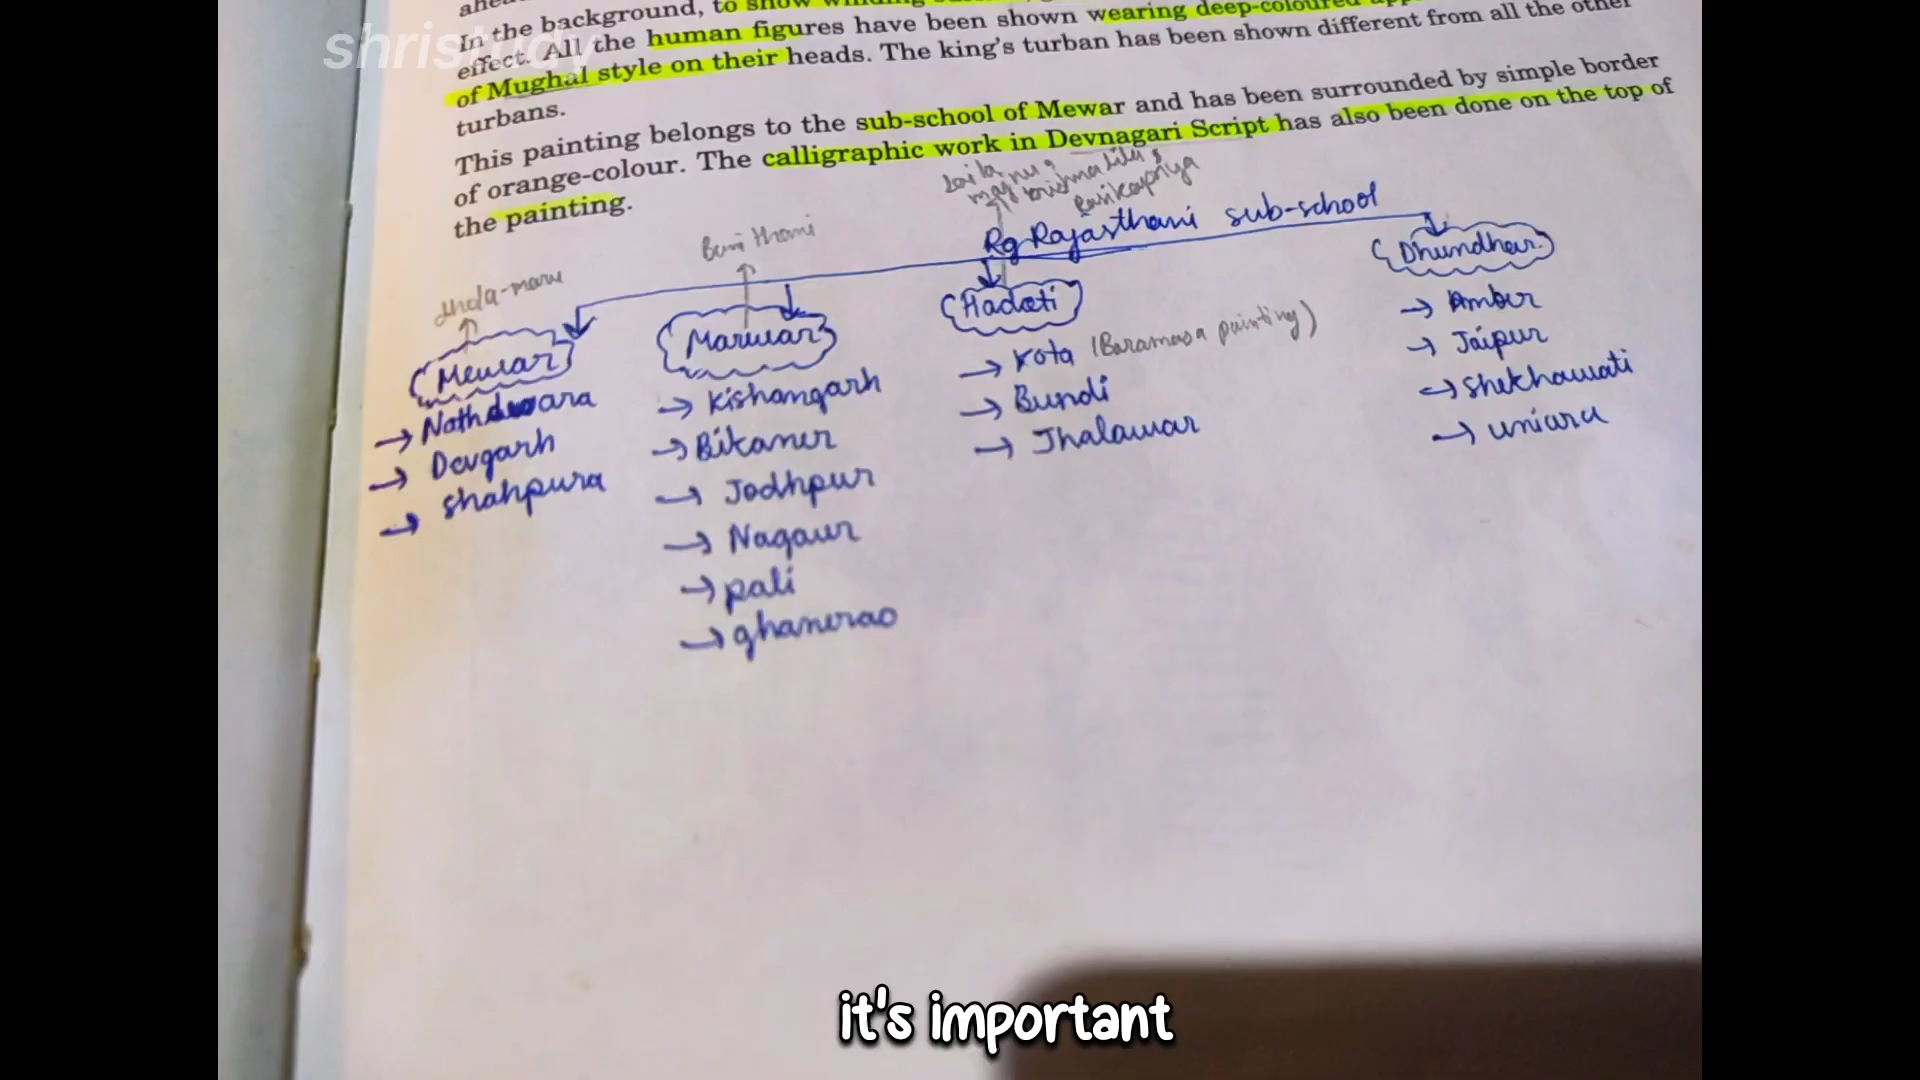 shristudy
In the background, to show
effect. All the human figures have been shown wearing deep-coloured
of Mughal style on their heads. The king's turban has been shown different from all the other
turbans.
This painting belongs to the sub-school of Mewar and has been surrounded by simple border
of orange-colour. The calligraphic work in Devnagari Script has also been done on the top of
the painting.
Rg Rajasthani sub-school
dhola-maru
Mewar
→ Nathdwara
→ Devgarh
→ shahpura
Bani thani
Marwar
→ Kishangarh
→ Bikaner
→ Jodhpur
→ Nagaur
→ pali
→ ghanerao
Laila
Rasikapriya
Hadoti
→ Kota (Baramasa painting)
→ Bundi
→ Jhalawar
Dhundhar
→ Amber
→ Jaipur
→ Shekhawati
→ uniara
it's important